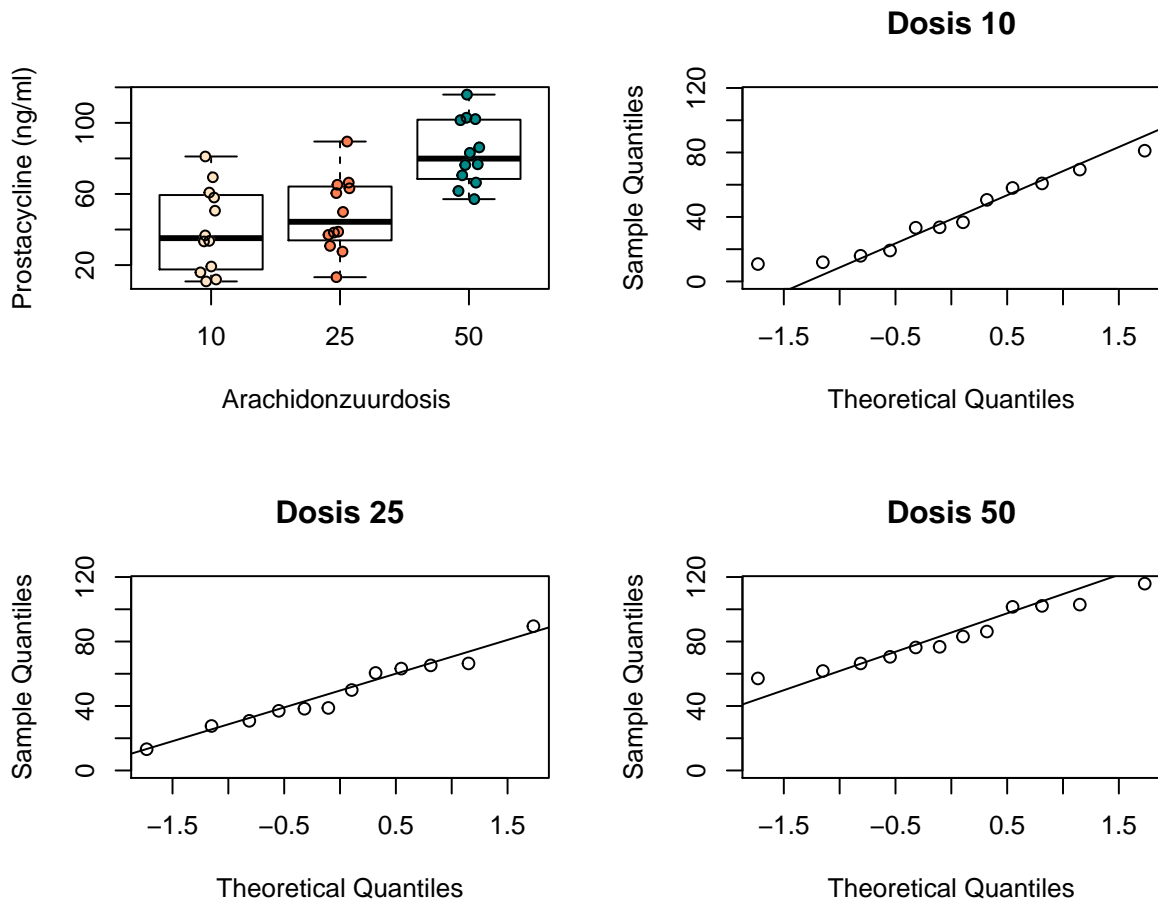 Prostacycline (ng/ml)
100
60
20
10 25 50
Arachidonzuurdosis
Dosis 10
Sample Quantiles
120
80
40
0
−1.5 −0.5 0.5 1.5
Theoretical Quantiles
Dosis 25
Sample Quantiles
120
80
40
0
−1.5 −0.5 0.5 1.5
Theoretical Quantiles
Dosis 50
Sample Quantiles
120
80
40
0
−1.5 −0.5 0.5 1.5
Theoretical Quantiles